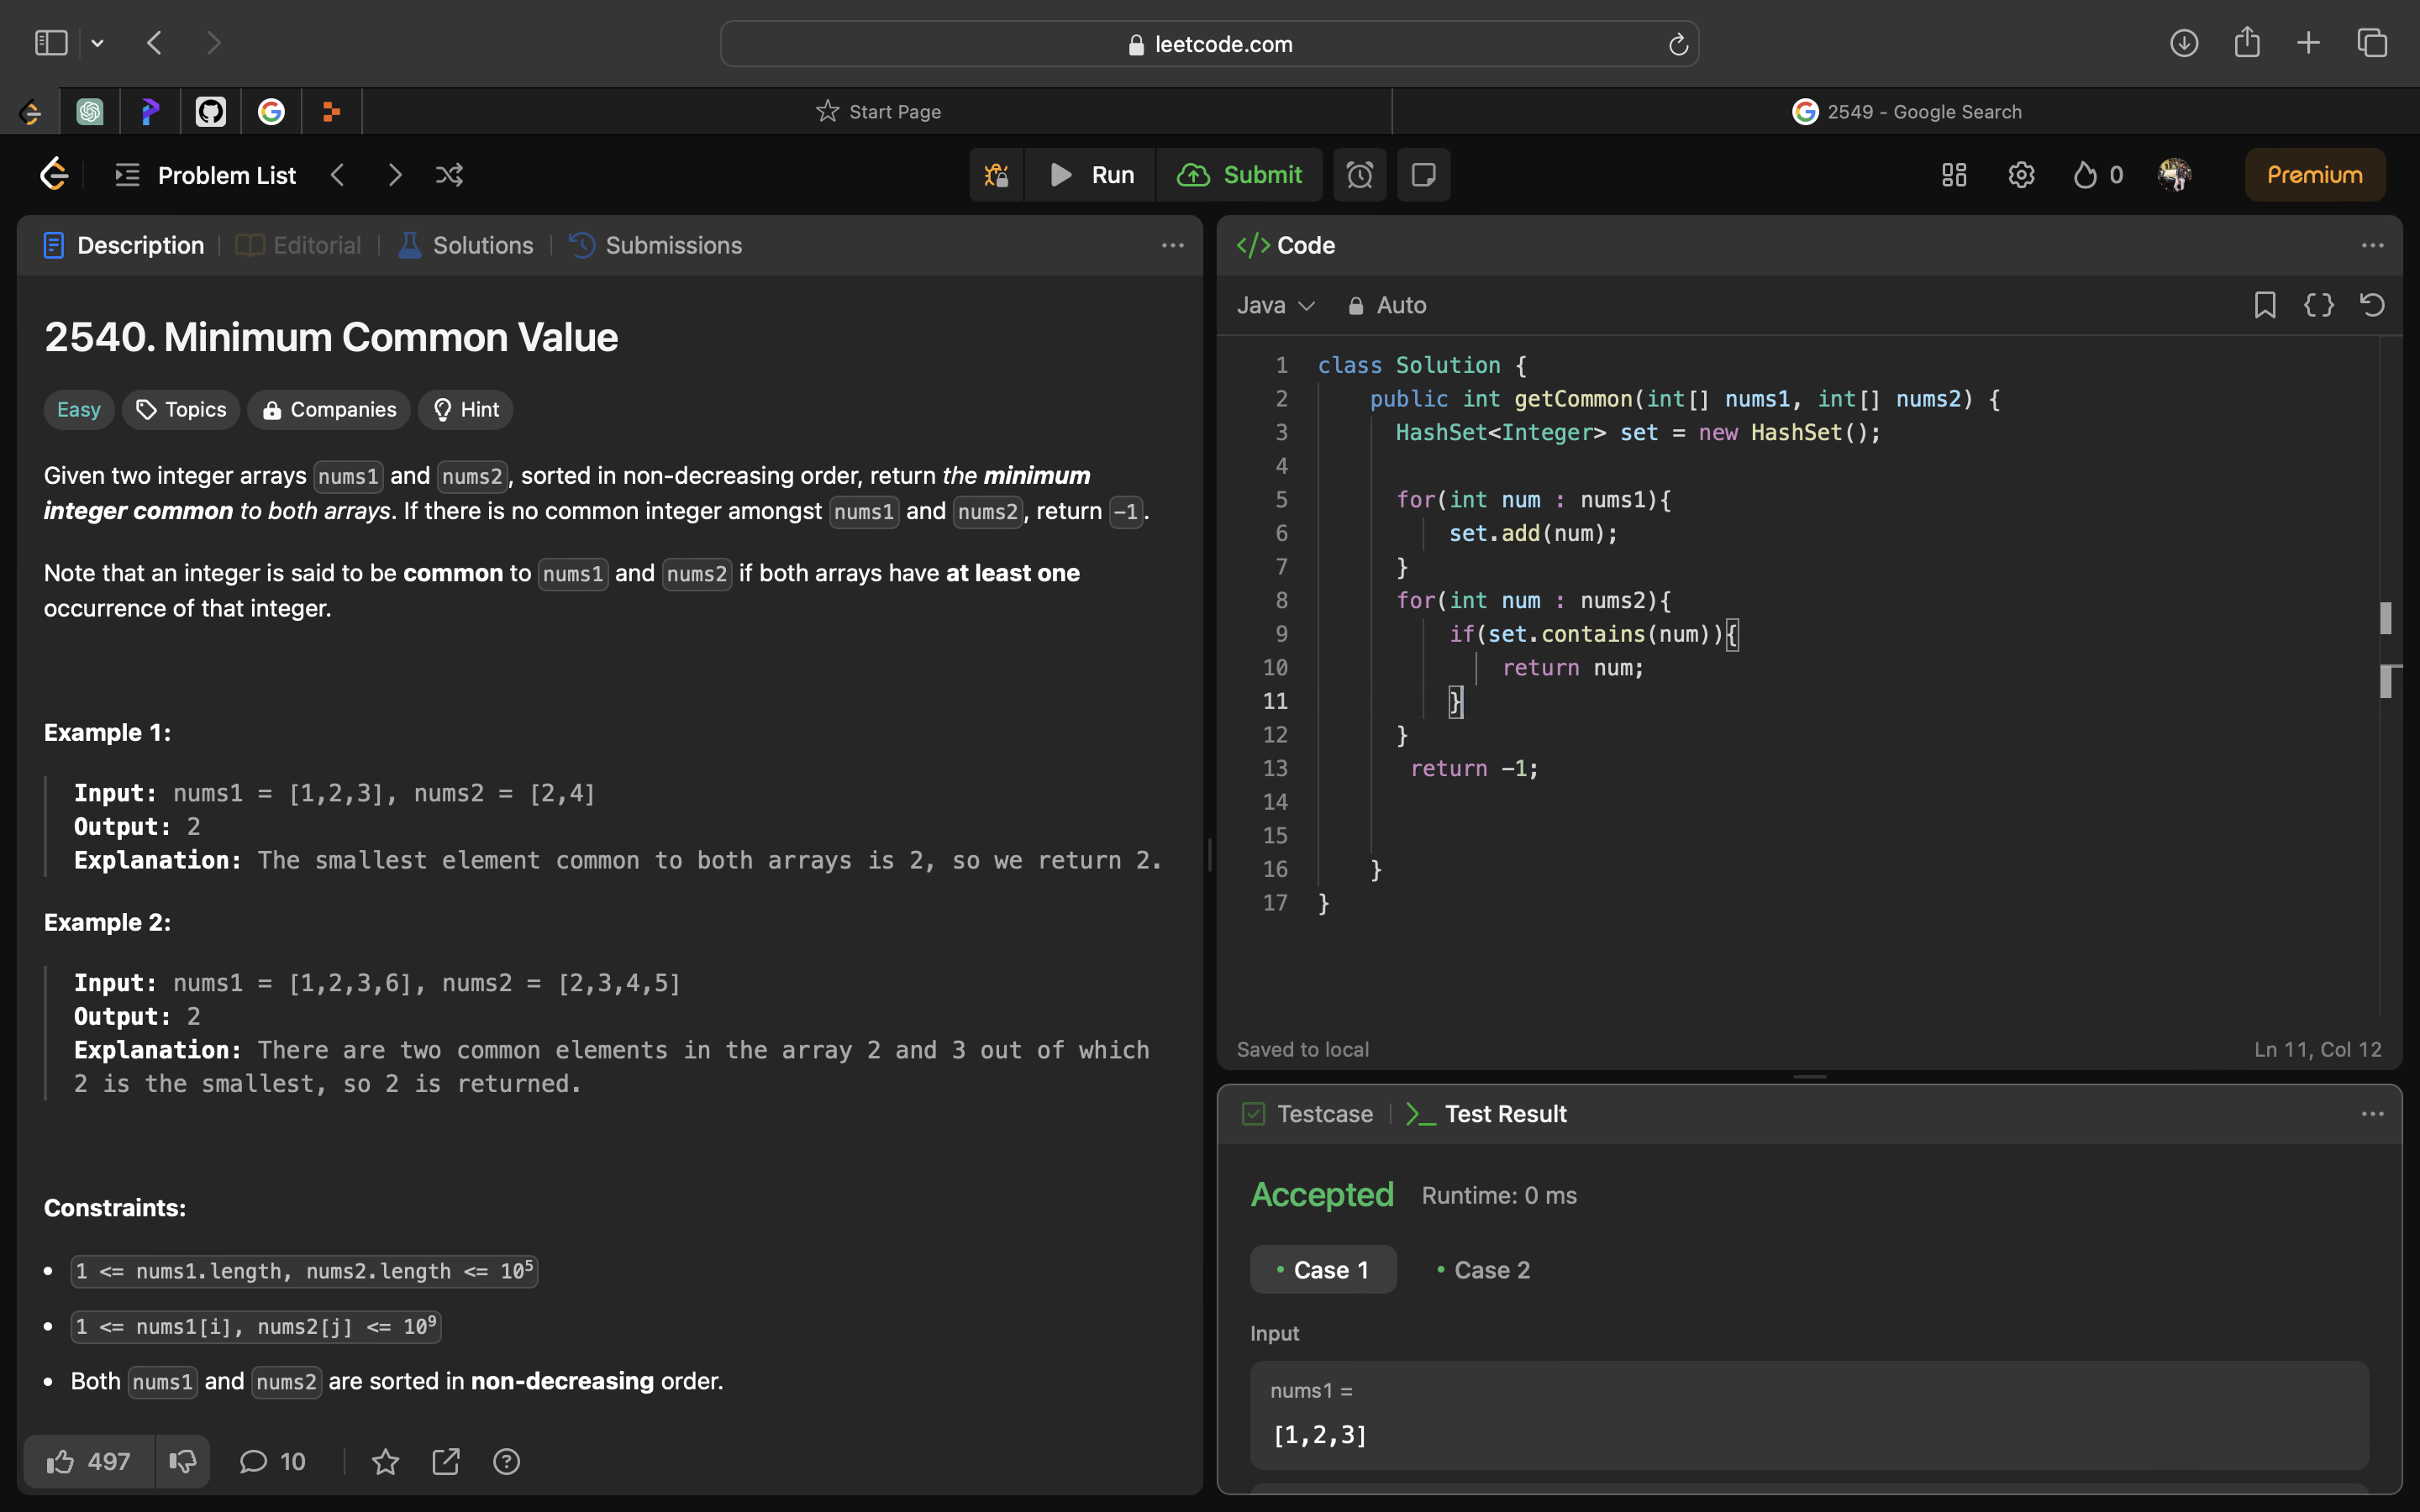 leetcode.com
Start Page
2549 - Google Search
Problem List
Run
Submit
0
Premium
Description
Editorial
Solutions
Submissions
2540. Minimum Common Value
Easy
Topics
Companies
Hint
Given two integer arrays nums1 and nums2, sorted in non-decreasing order, return the minimum
integer common to both arrays. If there is no common integer amongst nums1 and nums2, return -1.
Note that an integer is said to be common to nums1 and nums2 if both arrays have at least one
occurrence of that integer.
Example 1:
Input: nums1 = [1,2,3], nums2 = [2,4]
Output: 2
Explanation: The smallest element common to both arrays is 2, so we return 2.
Example 2:
Input: nums1 = [1,2,3,6], nums2 = [2,3,4,5]
Output: 2
Explanation: There are two common elements in the array 2 and 3 out of which
2 is the smallest, so 2 is returned.
Constraints:
• 1 <= nums1.length, nums2.length <= 10⁵
• 1 <= nums1[i], nums2[j] <= 10⁹
• Both nums1 and nums2 are sorted in non-decreasing order.
497
10
</> Code
Java
Auto
1 class Solution {
2     public int getCommon(int[] nums1, int[] nums2) {
3       HashSet<Integer> set = new HashSet();
4
5       for(int num : nums1){
6           set.add(num);
7       }
8       for(int num : nums2){
9           if(set.contains(num)){
10              return num;
11          }
12      }
13       return -1;
14
15
16    }
17 }
Saved to local
Ln 11, Col 12
Testcase
Test Result
Accepted
Runtime: 0 ms
• Case 1
• Case 2
Input
nums1 =
[1,2,3]